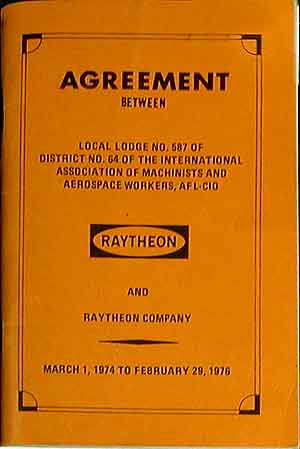 AGREEMENT
BETWEEN
LOCAL LODGE NO. 587 OF
DISTRICT NO. 64 OF THE INTERNATIONAL
ASSOCIATION OF MACHINISTS AND
AEROSPACE WORKERS, AFL-CIO
RAYTHEON
AND
RAYTHEON COMPANY
MARCH 1, 1974 TO FEBRUARY 29, 1976